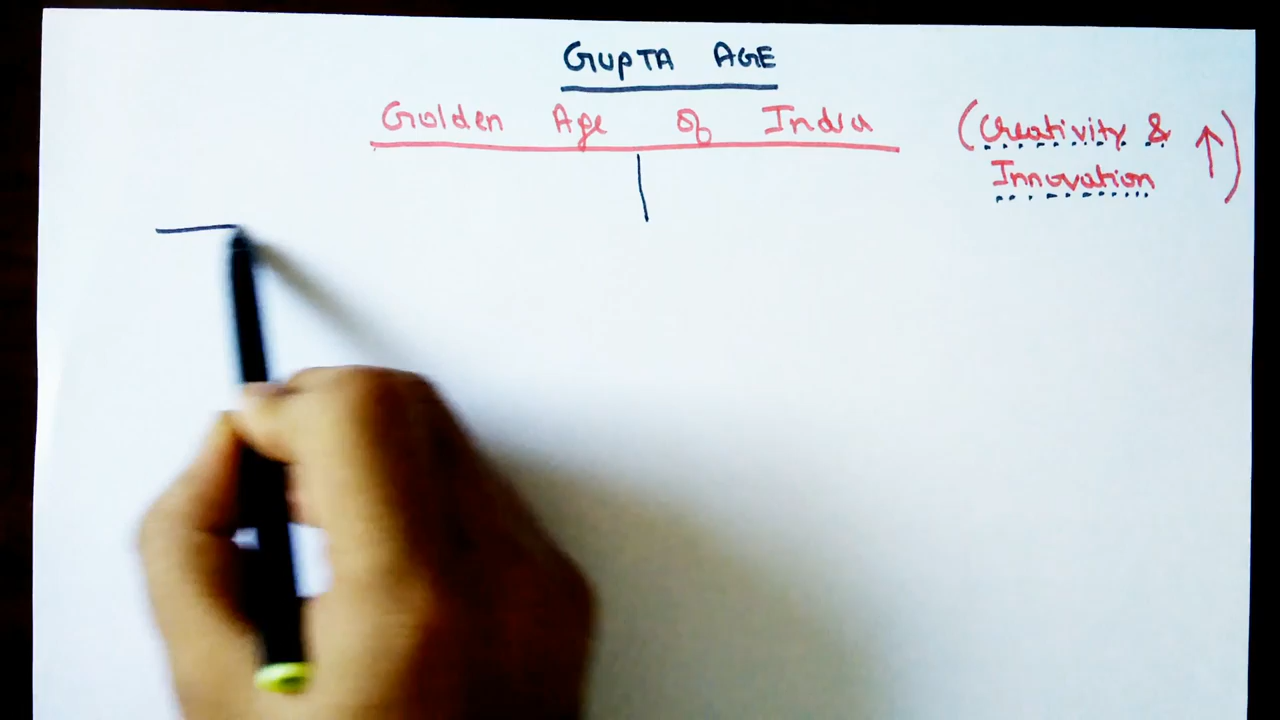 GUPTA AGE
Golden Age of India
(Creativity & ↑)
Innovation